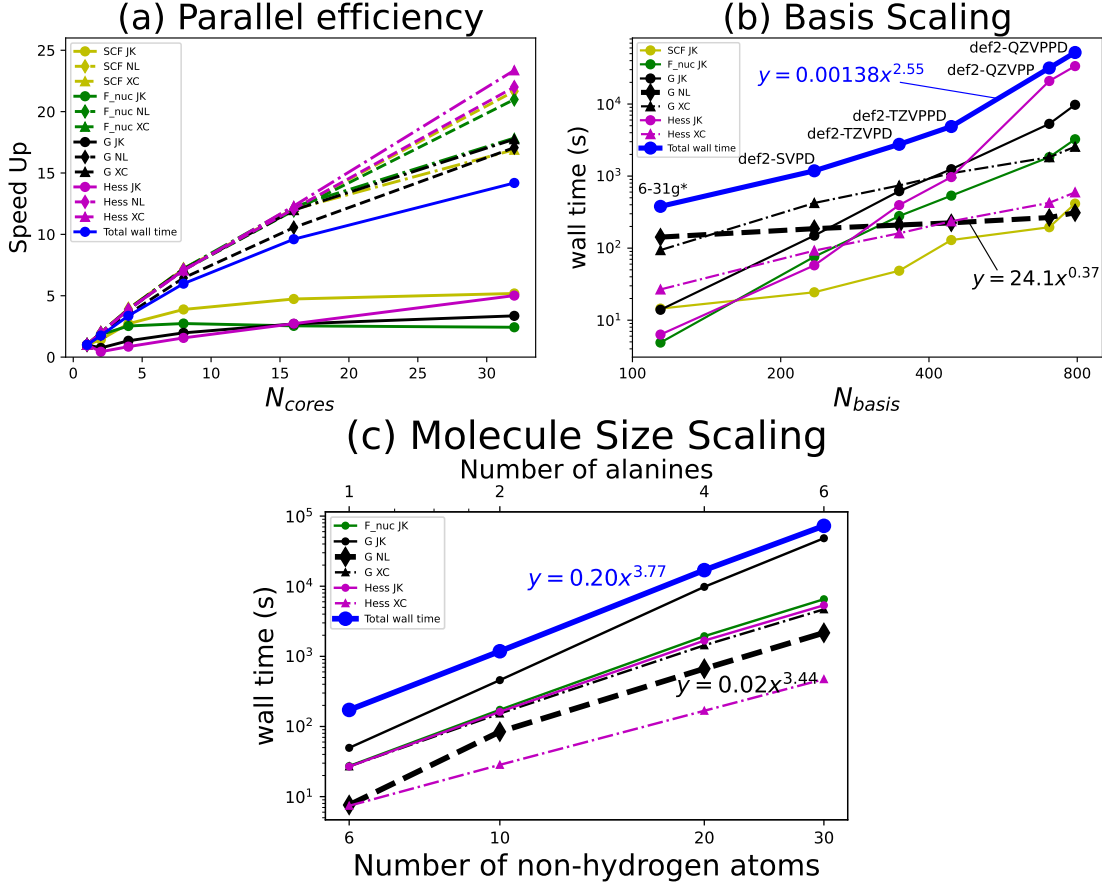 (a) Parallel efficiency
Speed Up
25
20
15
10
5
0
SCF JK
SCF NL
SCF XC
F_nuc JK
F_nuc NL
F_nuc XC
G JK
G NL
G XC
Hess JK
Hess NL
Hess XC
Total wall time
0 5 10 15 20 25 30
N_cores
(b) Basis Scaling
wall time (s)
10^4
10^3
10^2
10^1
SCF JK
F_nuc JK
G JK
G NL
G XC
Hess JK
Hess XC
Total wall time
def2-QZVPPD
y = 0.00138x^2.55
def2-QZVPP
def2-TZVPPD
def2-TZVPD
def2-SVPD
6-31g*
y = 24.1x^0.37
100 200 400 800
N_basis
(c) Molecule Size Scaling
Number of alanines
1 2 4 6
wall time (s)
10^5
10^4
10^3
10^2
10^1
F_nuc JK
G JK
G NL
G XC
Hess JK
Hess XC
Total wall time
y = 0.20x^3.77
y = 0.02x^3.44
6 10 20 30
Number of non-hydrogen atoms